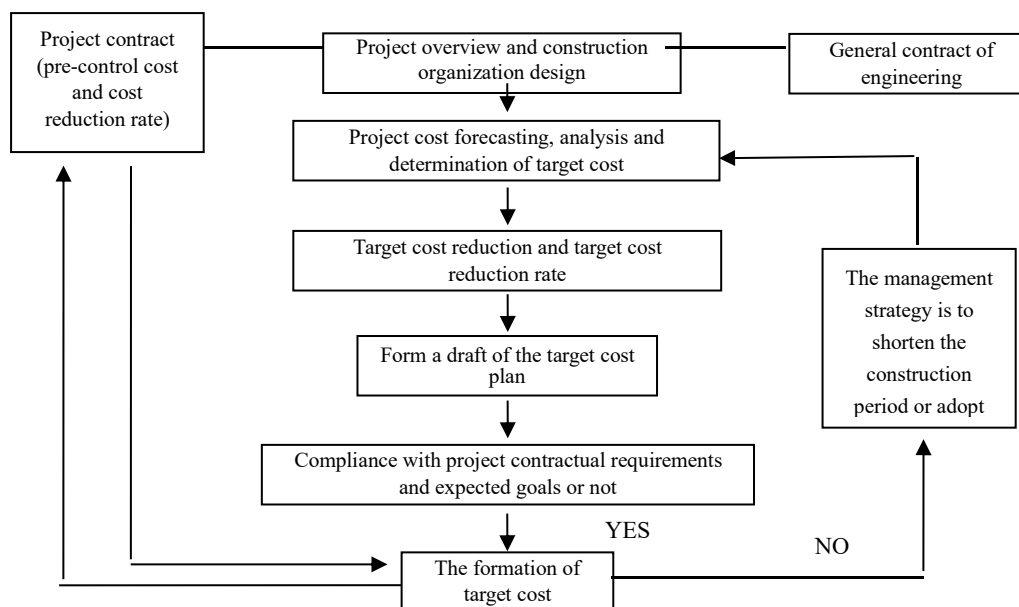 Project contract
(pre-control cost
and cost
reduction rate)
Project overview and construction
organization design
General contract of
engineering
Project cost forecasting, analysis and
determination of target cost
Target cost reduction and target cost
reduction rate
The management
strategy is to
shorten the
construction
period or adopt
Form a draft of the target cost
plan
Compliance with project contractual requirements
and expected goals or not
YES
NO
The formation of
target cost